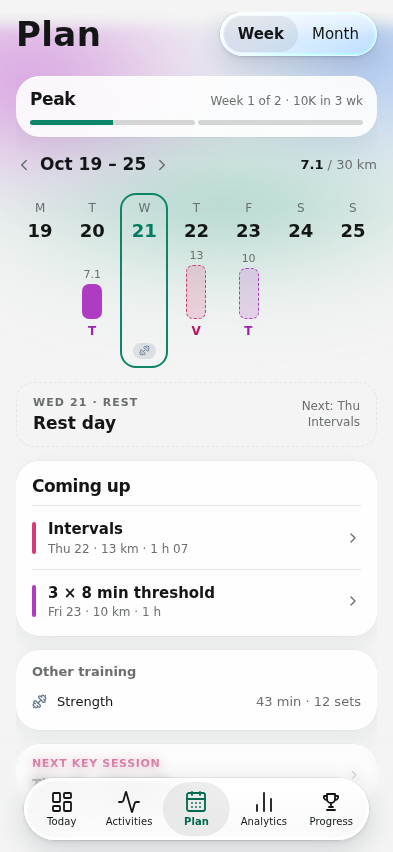 Plan
Week Month
Peak Week 1 of 2 · 10K in 3 wk
Oct 19 – 25 7.1 / 30 km
M T W T F S S
19 20 21 22 23 24 25
7.1 13 10
T V T
WED 21 · REST
Rest day
Next: Thu
Intervals
Coming up
Intervals
Thu 22 · 13 km · 1 h 07
3 × 8 min threshold
Fri 23 · 10 km · 1 h
Other training
Strength 43 min · 12 sets
NEXT KEY SESSION
Today Activities Plan Analytics Progress